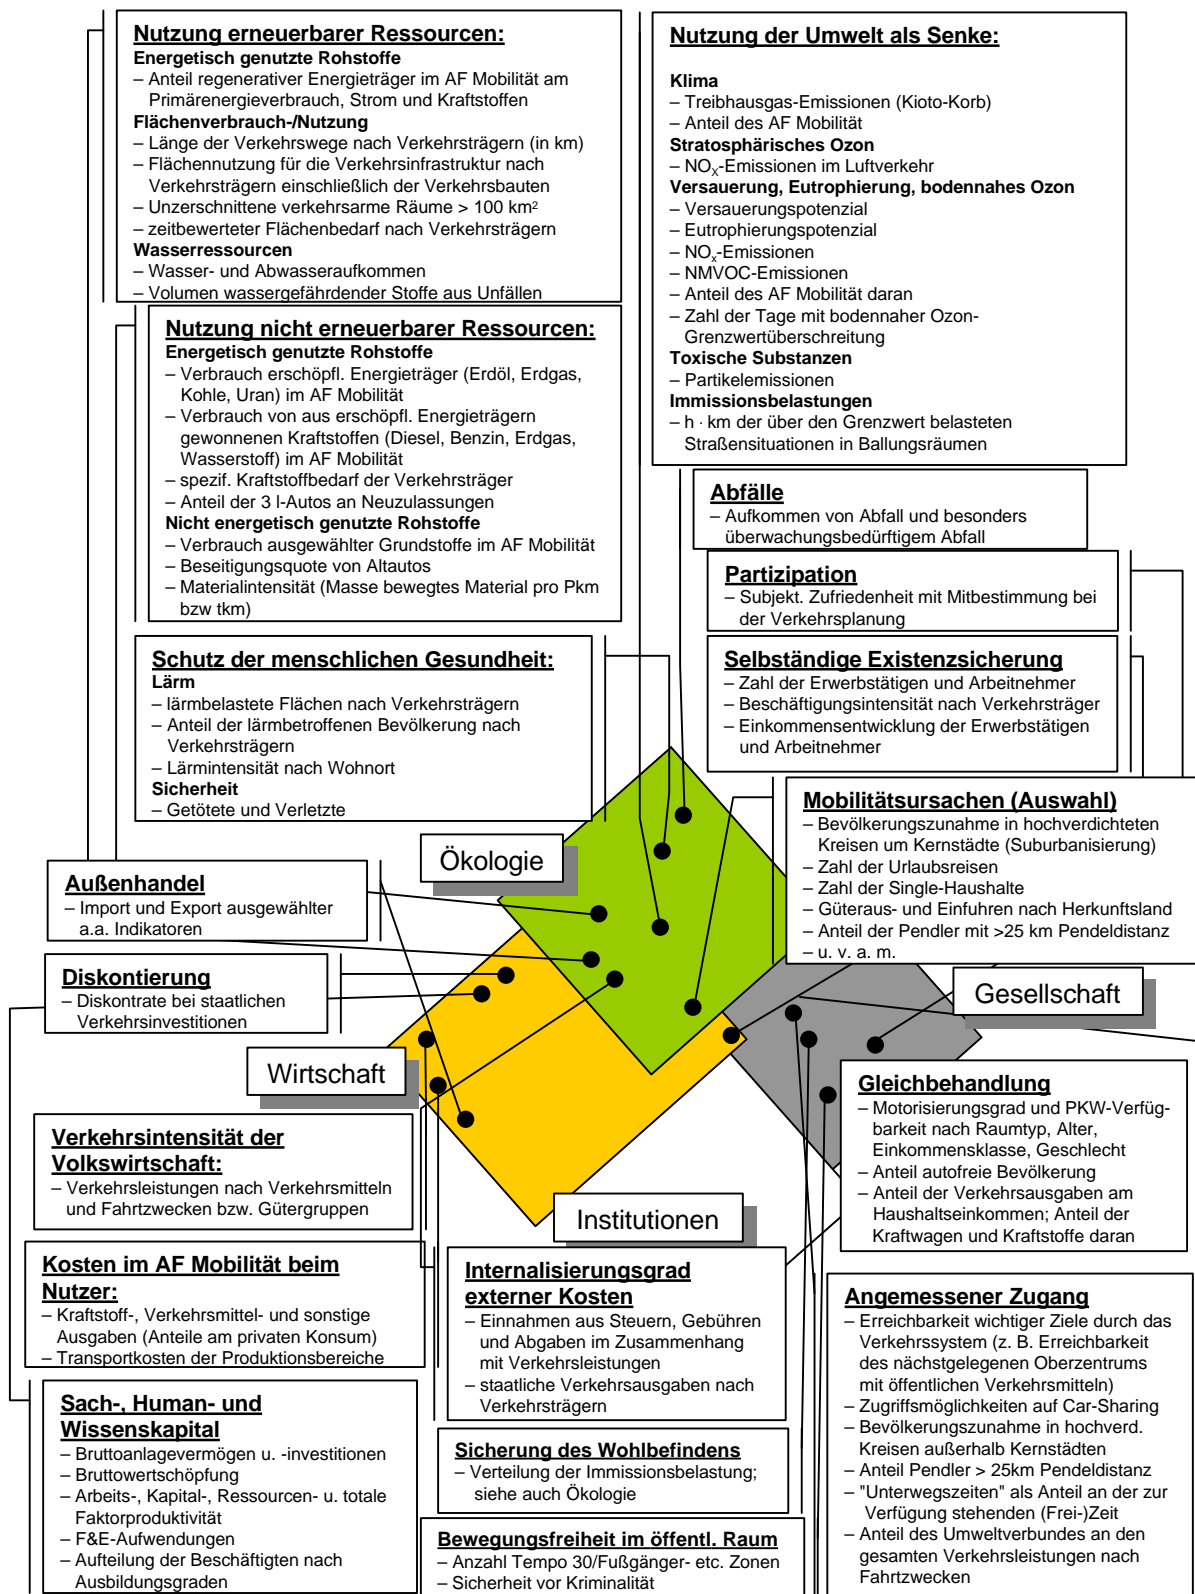 Nutzung erneuerbarer Ressourcen:
Energetisch genutzte Rohstoffe
– Anteil regenerativer Energieträger im AF Mobilität am
Primärenergieverbrauch, Strom und Kraftstoffen
Flächenverbrauch-/Nutzung
– Länge der Verkehrswege nach Verkehrsträgern (in km)
– Flächennutzung für die Verkehrsinfrastruktur nach
Verkehrsträgern einschließlich der Verkehrsbauten
– Unzerschnittene verkehrsarme Räume > 100 km²
– zeitbewerteter Flächenbedarf nach Verkehrsträgern
Wasserressourcen
– Wasser- und Abwasseraufkommen
– Volumen wassergefährdender Stoffe aus Unfällen
Nutzung der Umwelt als Senke:
Klima
– Treibhausgas-Emissionen (Kioto-Korb)
– Anteil des AF Mobilität
Stratosphärisches Ozon
– NOx-Emissionen im Luftverkehr
Versauerung, Eutrophierung, bodennahes Ozon
– Versauerungspotenzial
– Eutrophierungspotenzial
– NOx-Emissionen
– NMVOC-Emissionen
– Anteil des AF Mobilität daran
– Zahl der Tage mit bodennaher Ozon-
Grenzwertüberschreitung
Toxische Substanzen
– Partikelemissionen
Immissionsbelastungen
– h · km der über den Grenzwert belasteten
Straßensituationen in Ballungsräumen
Nutzung nicht erneuerbarer Ressourcen:
Energetisch genutzte Rohstoffe
– Verbrauch erschöpfl. Energieträger (Erdöl, Erdgas,
Kohle, Uran) im AF Mobilität
– Verbrauch von aus erschöpfl. Energieträgern
gewonnenen Kraftstoffen (Diesel, Benzin, Erdgas,
Wasserstoff) im AF Mobilität
– spezif. Kraftstoffbedarf der Verkehrsträger
– Anteil der 3 l-Autos an Neuzulassungen
Nicht energetisch genutzte Rohstoffe
– Verbrauch ausgewählter Grundstoffe im AF Mobilität
– Beseitigungsquote von Altautos
– Materialintensität (Masse bewegtes Material pro Pkm
bzw tkm)
Abfälle
– Aufkommen von Abfall und besonders
überwachungsbedürftigem Abfall
Partizipation
– Subjekt. Zufriedenheit mit Mitbestimmung bei
der Verkehrsplanung
Schutz der menschlichen Gesundheit:
Lärm
– lärmbelastete Flächen nach Verkehrsträgern
– Anteil der lärmbetroffenen Bevölkerung nach
Verkehrsträgern
– Lärmintensität nach Wohnort
Sicherheit
– Getötete und Verletzte
Selbständige Existenzsicherung
– Zahl der Erwerbstätigen und Arbeitnehmer
– Beschäftigungsintensität nach Verkehrsträger
– Einkommensentwicklung der Erwerbstätigen
und Arbeitnehmer
Mobilitätsursachen (Auswahl)
– Bevölkerungszunahme in hochverdichteten
Kreisen um Kernstädte (Suburbanisierung)
– Zahl der Urlaubsreisen
– Zahl der Single-Haushalte
– Güteraus- und Einfuhren nach Herkunftsland
– Anteil der Pendler mit >25 km Pendeldistanz
– u. v. a. m.
Ökologie
Außenhandel
– Import und Export ausgewählter
a.a. Indikatoren
Diskontierung
– Diskontrate bei staatlichen
Verkehrsinvestitionen
Gesellschaft
Wirtschaft
Gleichbehandlung
– Motorisierungsgrad und PKW-Verfüg-
barkeit nach Raumtyp, Alter,
Einkommensklasse, Geschlecht
– Anteil autofreie Bevölkerung
– Anteil der Verkehrsausgaben am
Haushaltseinkommen; Anteil der
Kraftwagen und Kraftstoffe daran
Verkehrsintensität der
Volkswirtschaft:
– Verkehrsleistungen nach Verkehrsmitteln
und Fahrtzwecken bzw. Gütergruppen
Institutionen
Kosten im AF Mobilität beim
Nutzer:
– Kraftstoff-, Verkehrsmittel- und sonstige
Ausgaben (Anteile am privaten Konsum)
– Transportkosten der Produktionsbereiche
Internalisierungsgrad
externer Kosten
– Einnahmen aus Steuern, Gebühren
und Abgaben im Zusammenhang
mit Verkehrsleistungen
– staatliche Verkehrsausgaben nach
Verkehrsträgern
Angemessener Zugang
– Erreichbarkeit wichtiger Ziele durch das
Verkehrssystem (z. B. Erreichbarkeit
des nächstgelegenen Oberzentrums
mit öffentlichen Verkehrsmitteln)
– Zugriffsmöglichkeiten auf Car-Sharing
– Bevölkerungszunahme in hochverd.
Kreisen außerhalb Kernstädten
– Anteil Pendler > 25km Pendeldistanz
– "Unterwegszeiten" als Anteil an der zur
Verfügung stehenden (Frei-)Zeit
– Anteil des Umweltverbundes an den
gesamten Verkehrsleistungen nach
Fahrtzwecken
Sach-, Human- und
Wissenskapital
– Bruttoanlagevermögen u. -investitionen
– Bruttowertschöpfung
– Arbeits-, Kapital-, Ressourcen- u. totale
Faktorproduktivität
– F&E-Aufwendungen
– Aufteilung der Beschäftigten nach
Ausbildungsgraden
Sicherung des Wohlbefindens
– Verteilung der Immissionsbelastung;
siehe auch Ökologie
Bewegungsfreiheit im öffentl. Raum
– Anzahl Tempo 30/Fußgänger- etc. Zonen
– Sicherheit vor Kriminalität